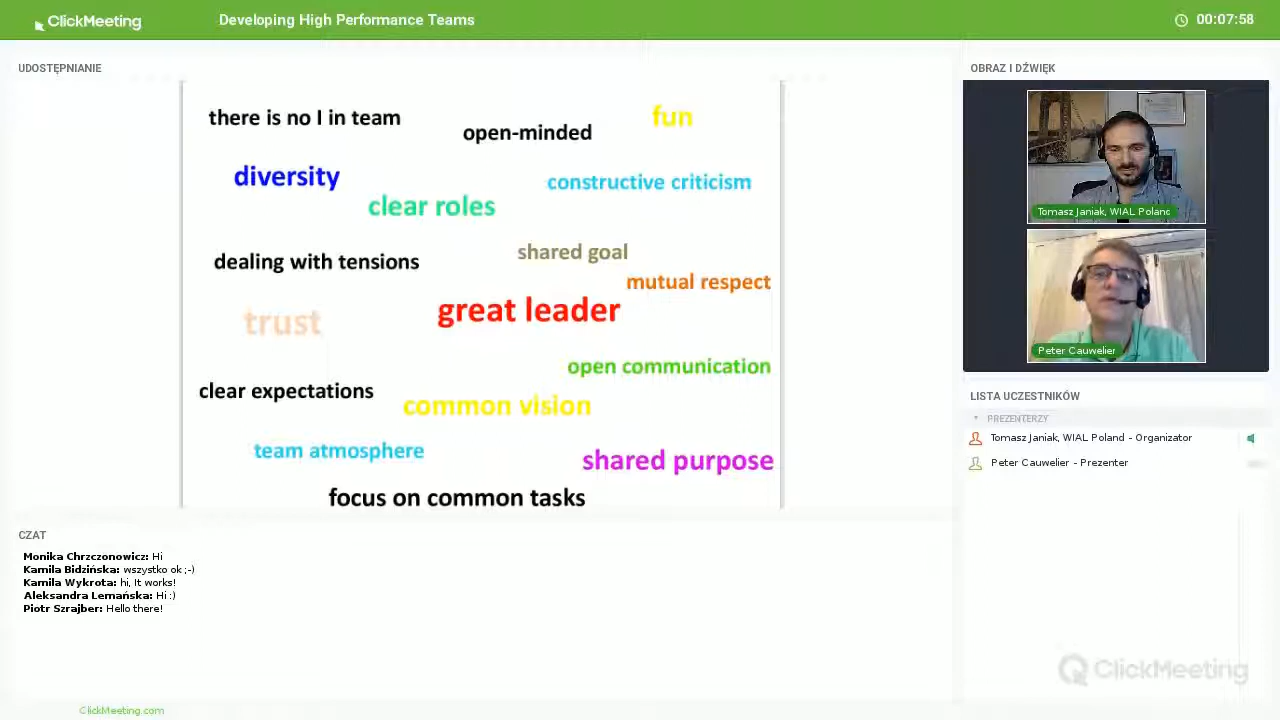 ClickMeeting
Developing High Performance Teams
00:07:58
UDOSTĘPNIANIE
there is no I in team
open-minded
fun
diversity
constructive criticism
clear roles
shared goal
dealing with tensions
mutual respect
great leader
trust
open communication
clear expectations
common vision
team atmosphere
shared purpose
focus on common tasks
OBRAZ I DŹWIĘK
Tomasz Janiak, WIAL Poland
Peter Cauwelier
LISTA UCZESTNIKÓW
PREZENTERZY
Tomasz Janiak, WIAL Poland - Organizator
Peter Cauwelier - Prezenter
CZAT
Monika Chrzczonowicz: Hi
Kamila Bidzińska: wszystko ok ;-)
Kamila Wykrota: hi, It works!
Aleksandra Lemańska: Hi :)
Piotr Szrajber: Hello there!
ClickMeeting
ClickMeeting.com